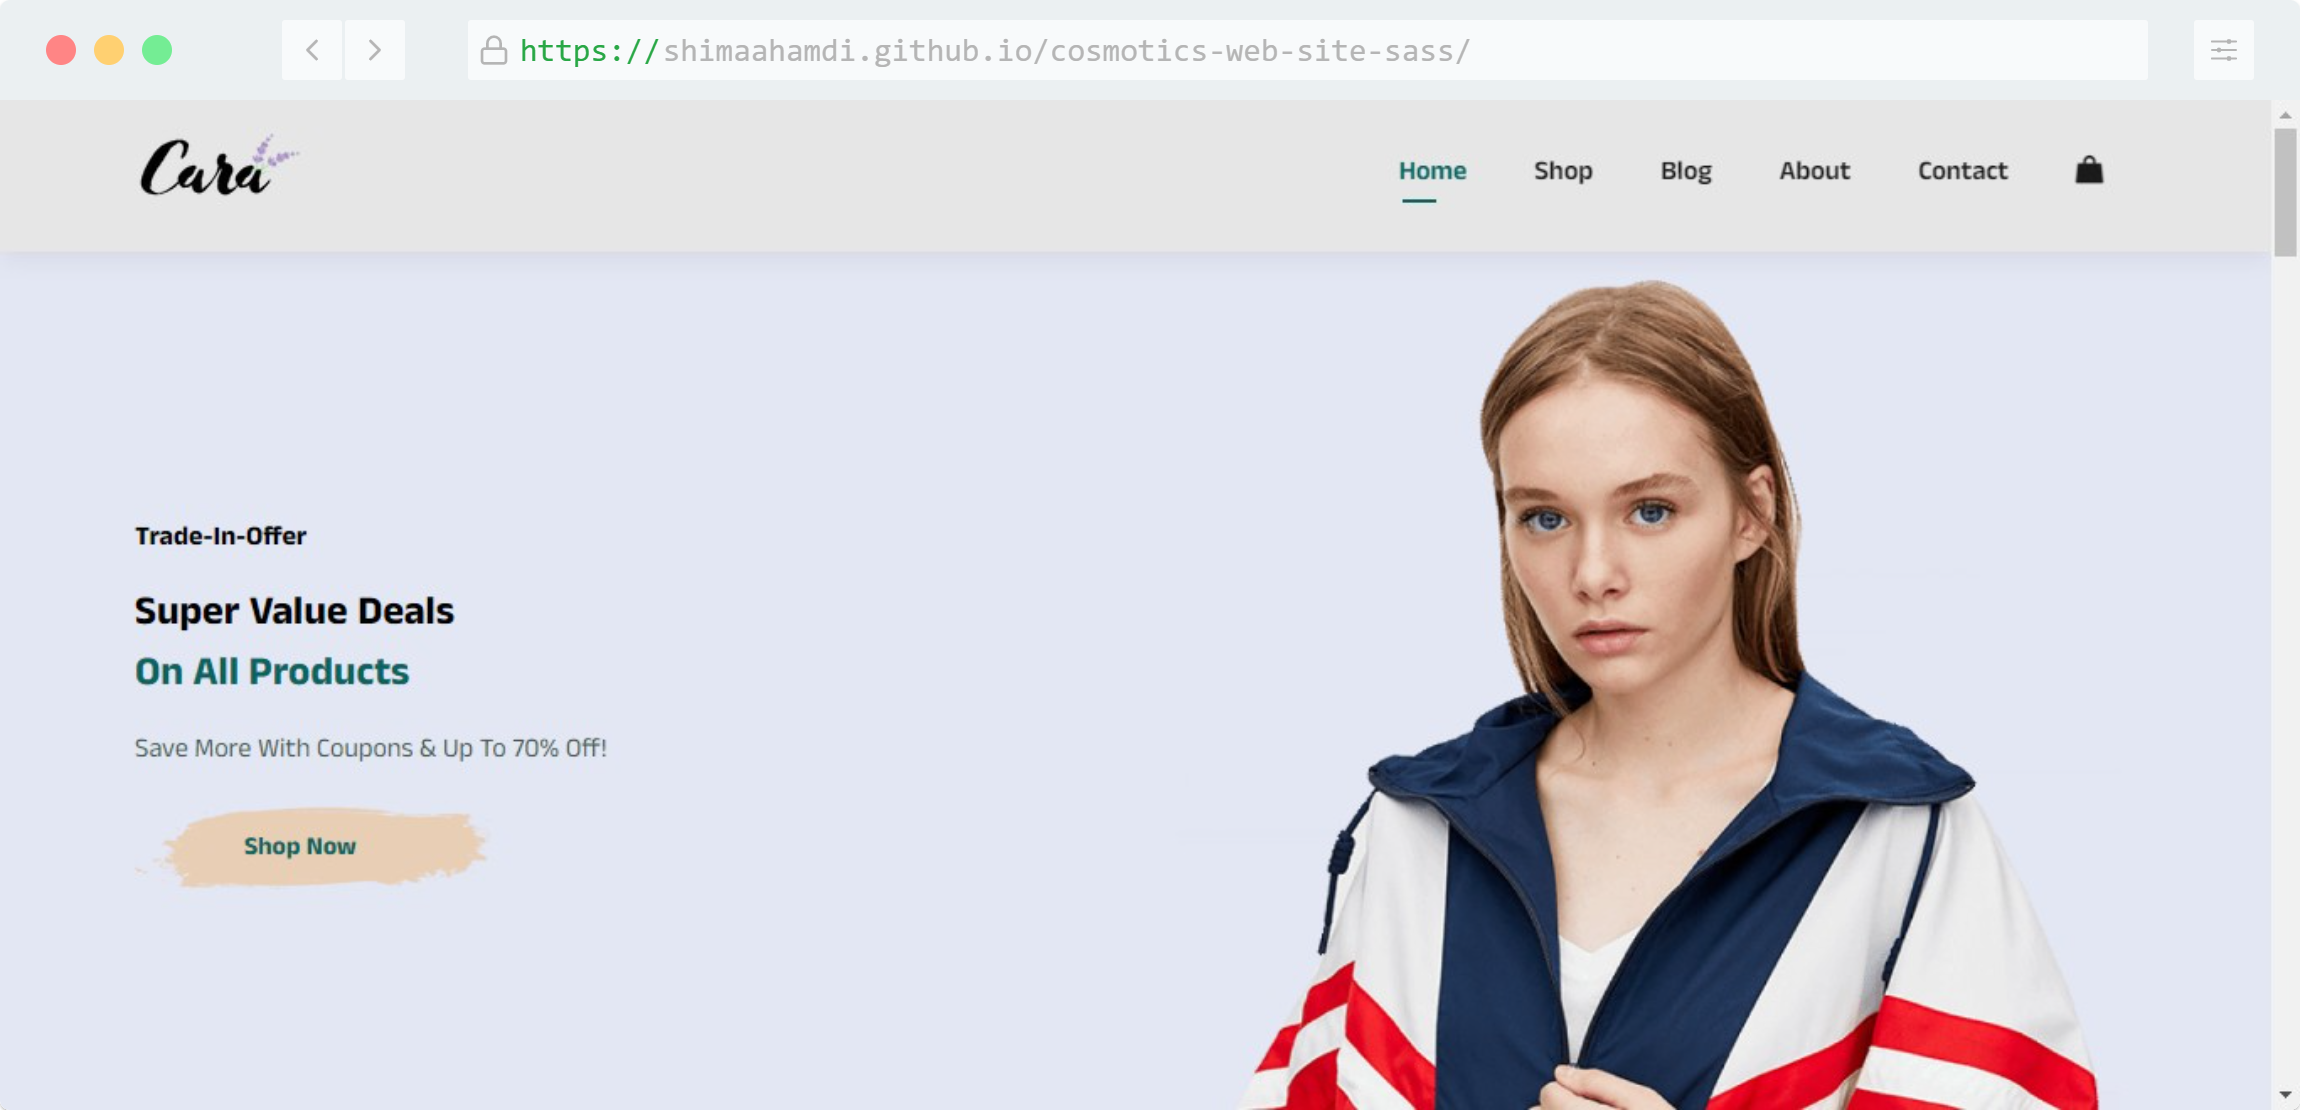 https://shimaahamdi.github.io/cosmotics-web-site-sass/
Cara
Home Shop Blog About Contact
Trade-In-Offer
Super Value Deals
On All Products
Save More With Coupons & Up To 70% Off!
Shop Now